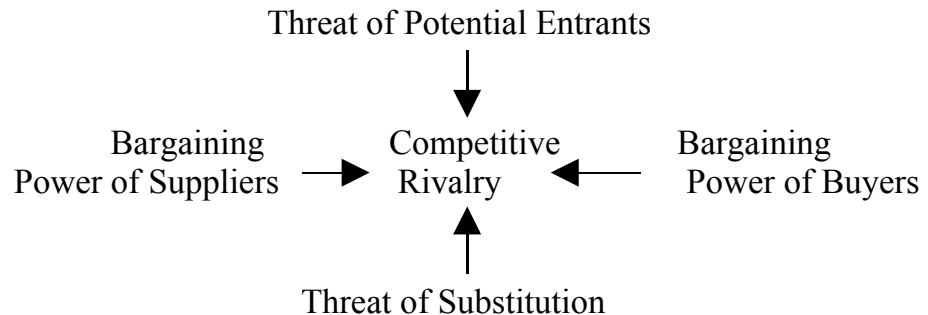 Threat of Potential Entrants
Bargaining
Power of Suppliers
Competitive
Rivalry
Bargaining
Power of Buyers
Threat of Substitution